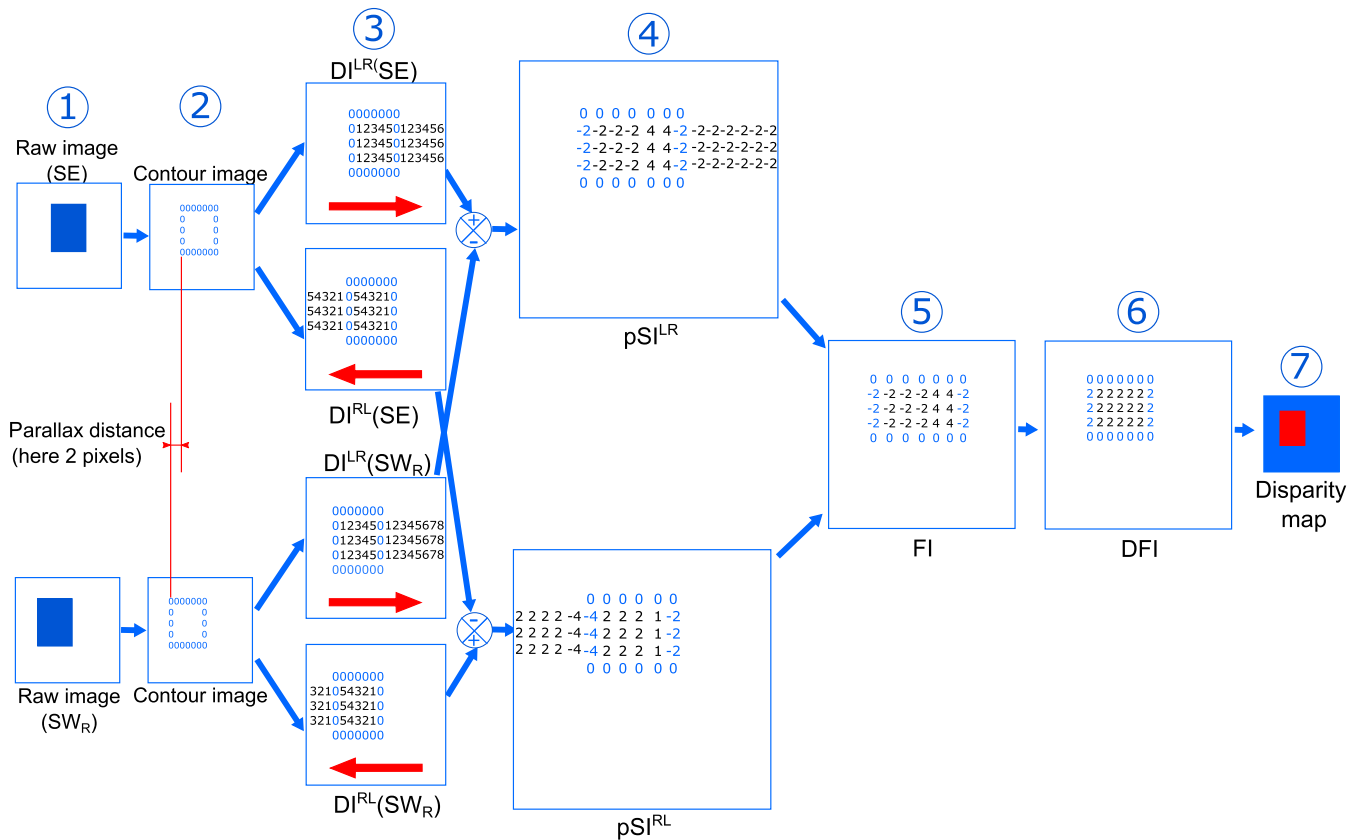 1
Raw image
(SE)
2
Contour image
0000000
0 0
0 0
0 0
0000000
3
DI^LR(SE)
0000000
0123450123456
0123450123456
0123450123456
0000000
+
-
0000000
543210543210
543210543210
543210543210
0000000
DI^RL(SE)
4
0 0 0 0 0 0 0
-2-2-2-2 4 4-2 -2-2-2-2-2-2
-2-2-2-2 4 4-2 -2-2-2-2-2-2
-2-2-2-2 4 4-2 -2-2-2-2-2-2
0 0 0 0 0 0 0
pSI^LR
Parallax distance
(here 2 pixels)
DI^LR(SW_R)
0000000
012345012345678
012345012345678
012345012345678
0000000
0000000
0 0
0 0
0 0
0000000
Raw image
(SW_R)
Contour image
0000000
3210543210
3210543210
3210543210
0000000
DI^RL(SW_R)
-
+
0 0 0 0 0 0
2 2 2 2 -4-4 2 2 2 1 -2
2 2 2 2 -4-4 2 2 2 1 -2
2 2 2 2 -4-4 2 2 2 1 -2
0 0 0 0 0 0
pSI^RL
5
0 0 0 0 0 0 0
-2 -2 -2 -2 4 4 -2
-2 -2 -2 -2 4 4 -2
-2 -2 -2 -2 4 4 -2
0 0 0 0 0 0 0
FI
6
0000000
2222222
2222222
2222222
0000000
DFI
7
Disparity
map